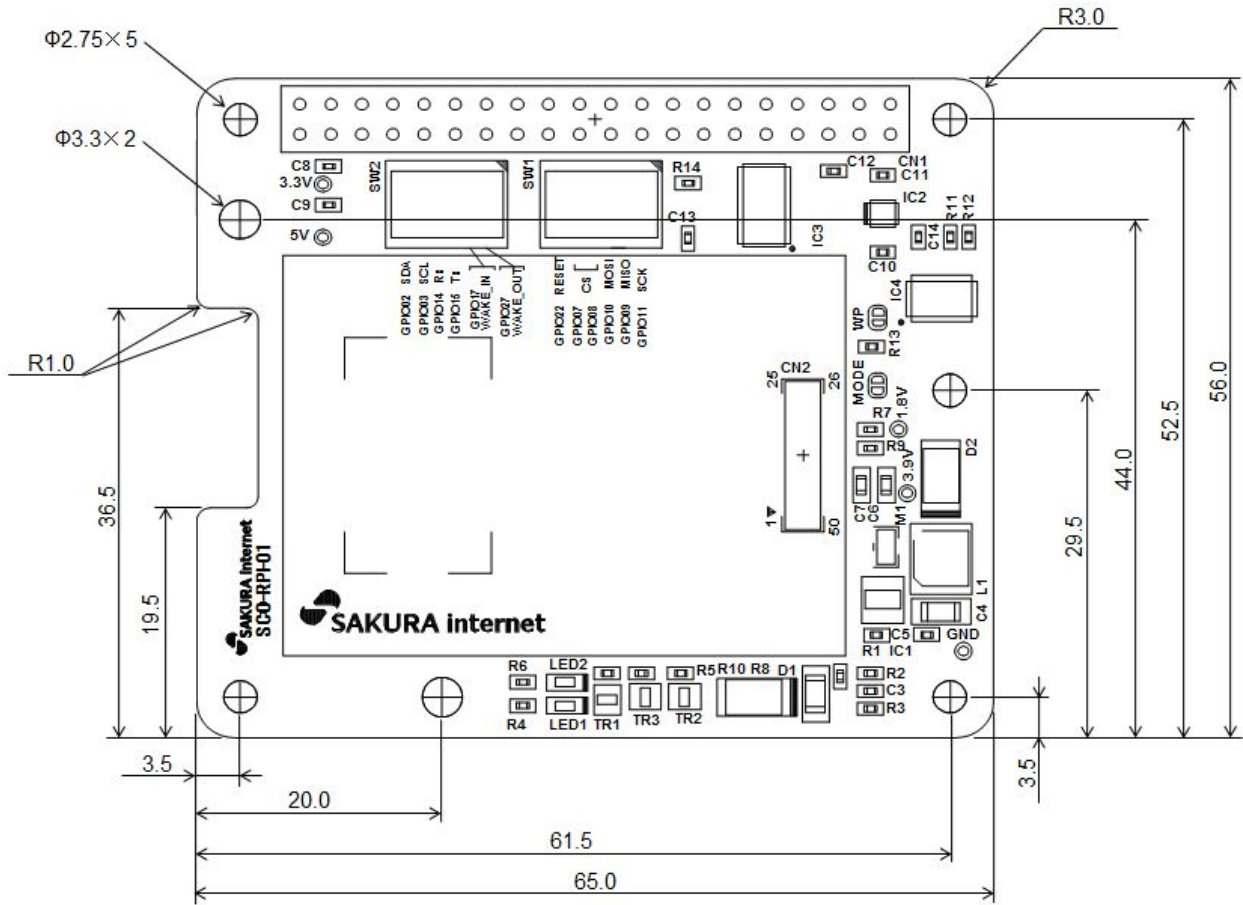 R3.0
Φ2.75×5
Φ3.3×2
C8
3.3V
C9
5V
SW2
SW1
R14
C13
C12
CN1
C11
IC2
IC3
C10
C14
R11
R12
IC4
GPIO02 SDA
GPIO03 SCL
GPIO14
GPIO15
GPIO17 WAKE_IN
GPIO27 WAKE_OUT
GPIO22 RESET
GPIO07
CS
GPIO08
GPIO10 MOSI
GPIO09 MISO
GPIO11 SCK
WP
R13
MODE
CN2
25
26
1
50
R7
1.8V
R9
3.9V
D2
C7
C6
M1
L1
C4
C5
R1
IC1
GND
R1.0
36.5
19.5
SAKURA internet
SCO-RPI-01
SAKURA internet
R6
LED2
R5
R10
R8
D1
R2
C3
R3
R4
LED1
TR1
TR3
TR2
56.0
52.5
44.0
29.5
3.5
3.5
20.0
61.5
65.0